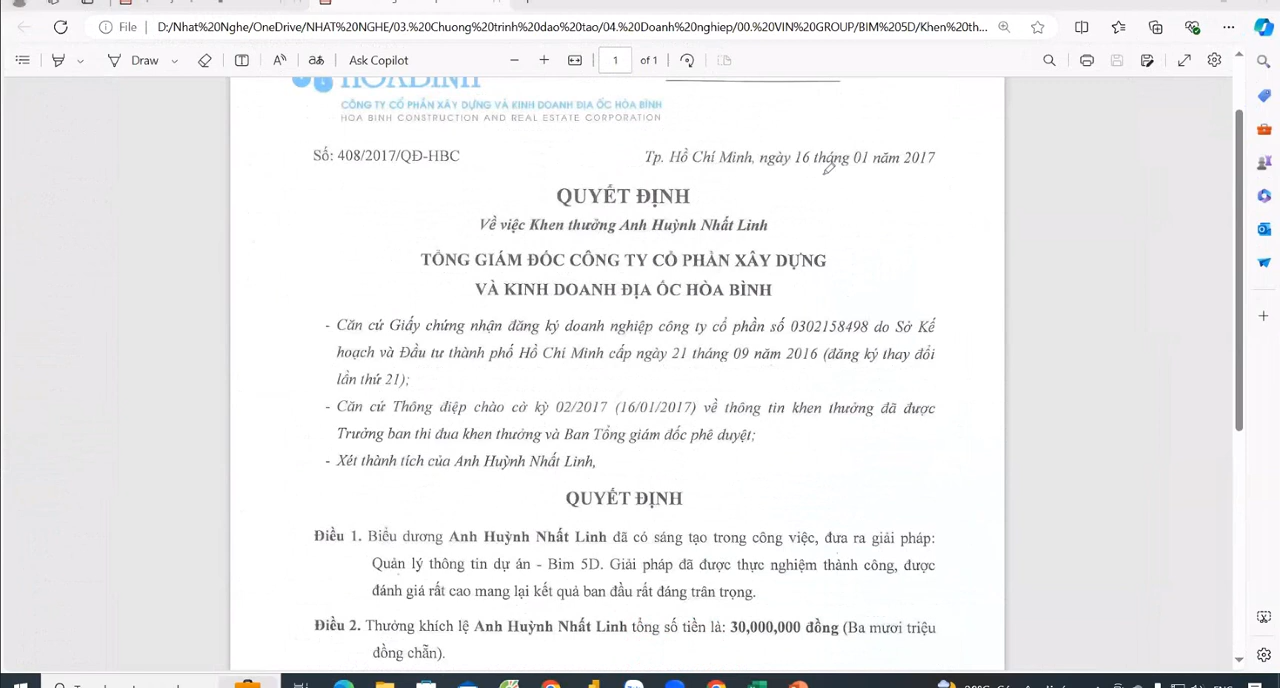 File
D:/Nhat%20Nghe/OneDrive/NHAT%20NGHE/03.%20Chuong%20trinh%20dao%20tao/04.%20Doanh%20nghiep/00.%20VIN%20GROUP/BIM%205D/Khen%20th...
Draw
Ask Copilot
1
of 1
HOABINH
CÔNG TY CỔ PHẦN XÂY DỰNG VÀ KINH DOANH ĐỊA ỐC HÒA BÌNH
HOA BINH CONSTRUCTION AND REAL ESTATE CORPORATION
Số: 408/2017/QĐ-HBC
Tp. Hồ Chí Minh, ngày 16 tháng 01 năm 2017
QUYẾT ĐỊNH
Về việc Khen thưởng Anh Huỳnh Nhất Linh
TỔNG GIÁM ĐỐC CÔNG TY CỔ PHẦN XÂY DỰNG
VÀ KINH DOANH ĐỊA ỐC HÒA BÌNH
- Căn cứ Giấy chứng nhận đăng ký doanh nghiệp công ty cổ phần số 0302158498 do Sở Kế
hoạch và Đầu tư thành phố Hồ Chí Minh cấp ngày 21 tháng 09 năm 2016 (đăng ký thay đổi
lần thứ 21);
- Căn cứ Thông điệp chào cờ kỳ 02/2017 (16/01/2017) về thông tin khen thưởng đã được
Trưởng ban thi đua khen thưởng và Ban Tổng giám đốc phê duyệt;
- Xét thành tích của Anh Huỳnh Nhất Linh,
QUYẾT ĐỊNH
Điều 1. Biểu dương Anh Huỳnh Nhất Linh đã có sáng tạo trong công việc, đưa ra giải pháp:
Quản lý thông tin dự án - Bim 5D. Giải pháp đã được thực nghiệm thành công, được
đánh giá rất cao mang lại kết quả ban đầu rất đáng trân trọng.
Điều 2. Thưởng khích lệ Anh Huỳnh Nhất Linh tổng số tiền là: 30,000,000 đồng (Ba mươi triệu
đồng chẵn).